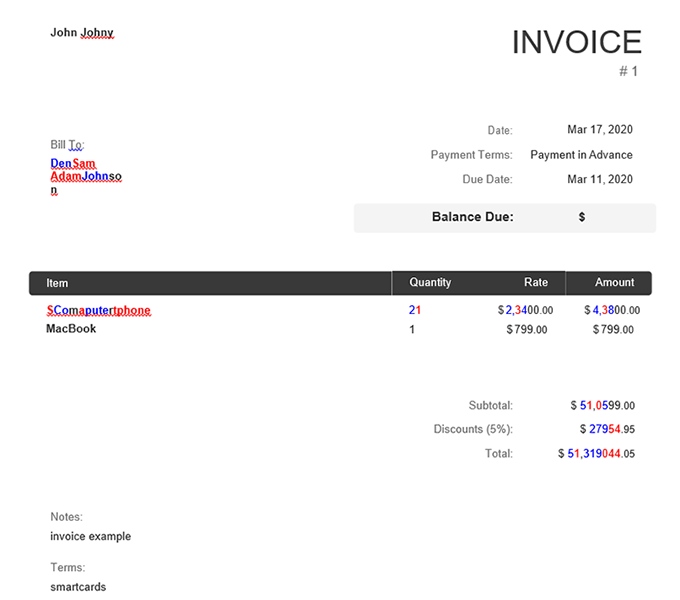 John Johny
INVOICE
# 1
Date: Mar 17, 2020
Bill To:
Payment Terms: Payment in Advance
DenSam
AdamJohnso
n
Due Date: Mar 11, 2020
Balance Due: $
Item Quantity Rate Amount
SComaputertphone 21 $2,3400.00 $ 4,3800.00
MacBook 1 $799.00 $799.00
Subtotal: $ 51,0599.00
Discounts (5%): $ 27954.95
Total: $ 51,319044.05
Notes:
invoice example
Terms:
smartcards